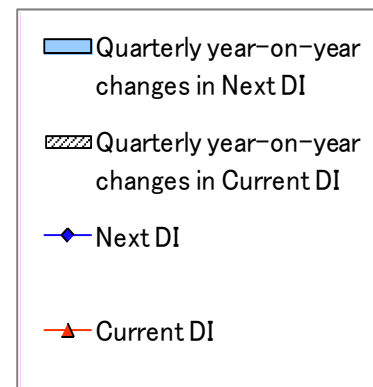 Quarterly year-on-year
changes in Next DI
Quarterly year-on-year
changes in Current DI
Next DI
Current DI